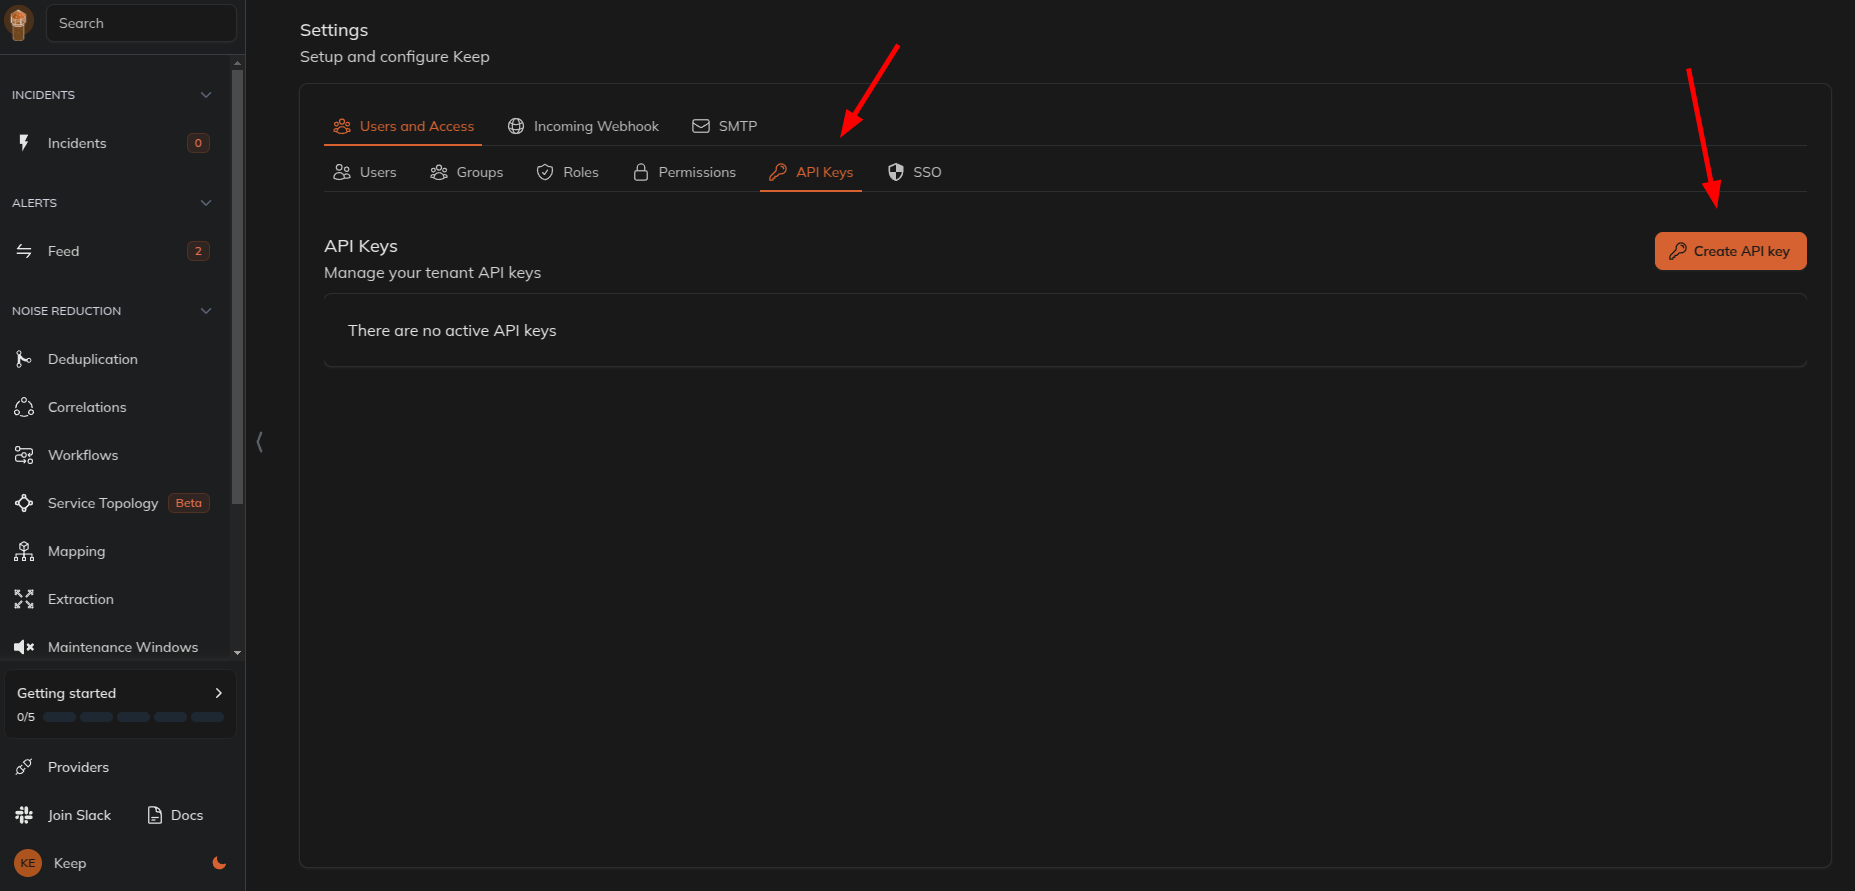 Search
INCIDENTS
Incidents 0
ALERTS
Feed 2
NOISE REDUCTION
Deduplication
Correlations
Workflows
Service Topology Beta
Mapping
Extraction
Maintenance Windows
Getting started
0/5
Providers
Join Slack Docs
KE Keep
Settings
Setup and configure Keep
Users and Access Incoming Webhook SMTP
Users Groups Roles Permissions API Keys SSO
API Keys
Manage your tenant API keys
Create API key
There are no active API keys